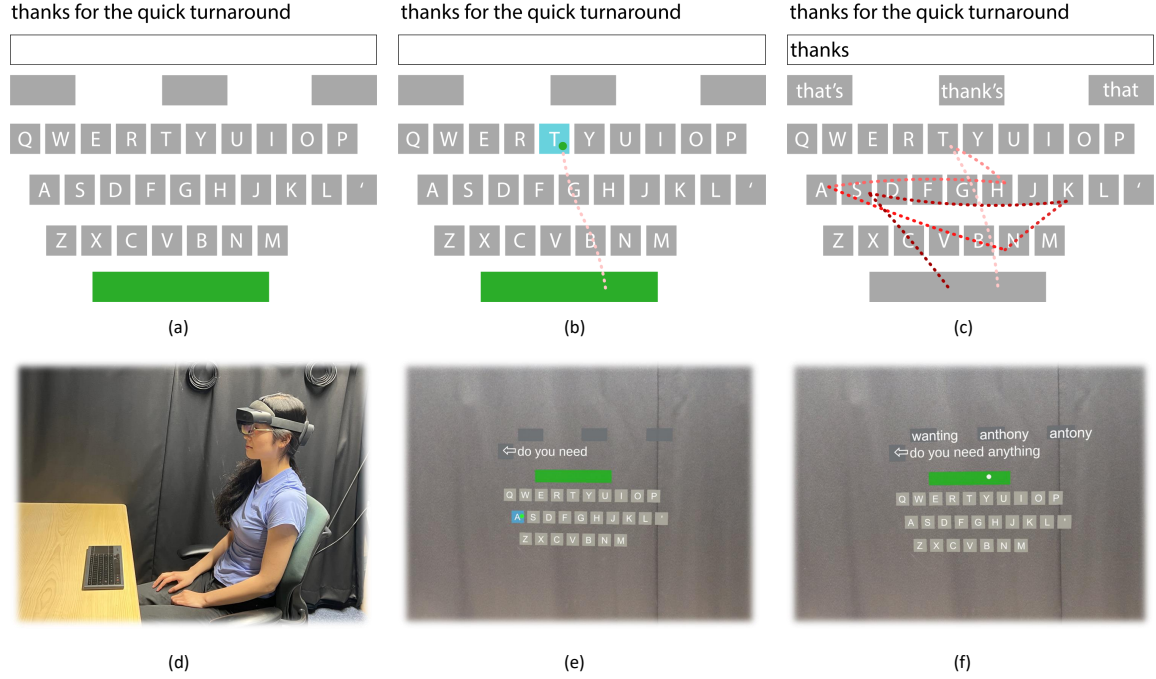 thanks for the quick turnaround
Q W E R T Y U I O P
A S D F G H J K L '
Z X C V B N M
(a)
thanks for the quick turnaround
Q W E R T Y U I O P
A S D F G H J K L '
Z X C V B N M
(b)
thanks for the quick turnaround
thanks
that's thank's that
Q W E R T Y U I O P
A S D F G H J K L '
Z X C V B N M
(c)
(d)
⇦do you need
Q W E R T Y U I O P
A S D F G H J K L '
Z X C V B N M
(e)
wanting anthony antony
⇦do you need anything
Q W E R T Y U I O P
A S D F G H J K L '
Z X C V B N M
(f)